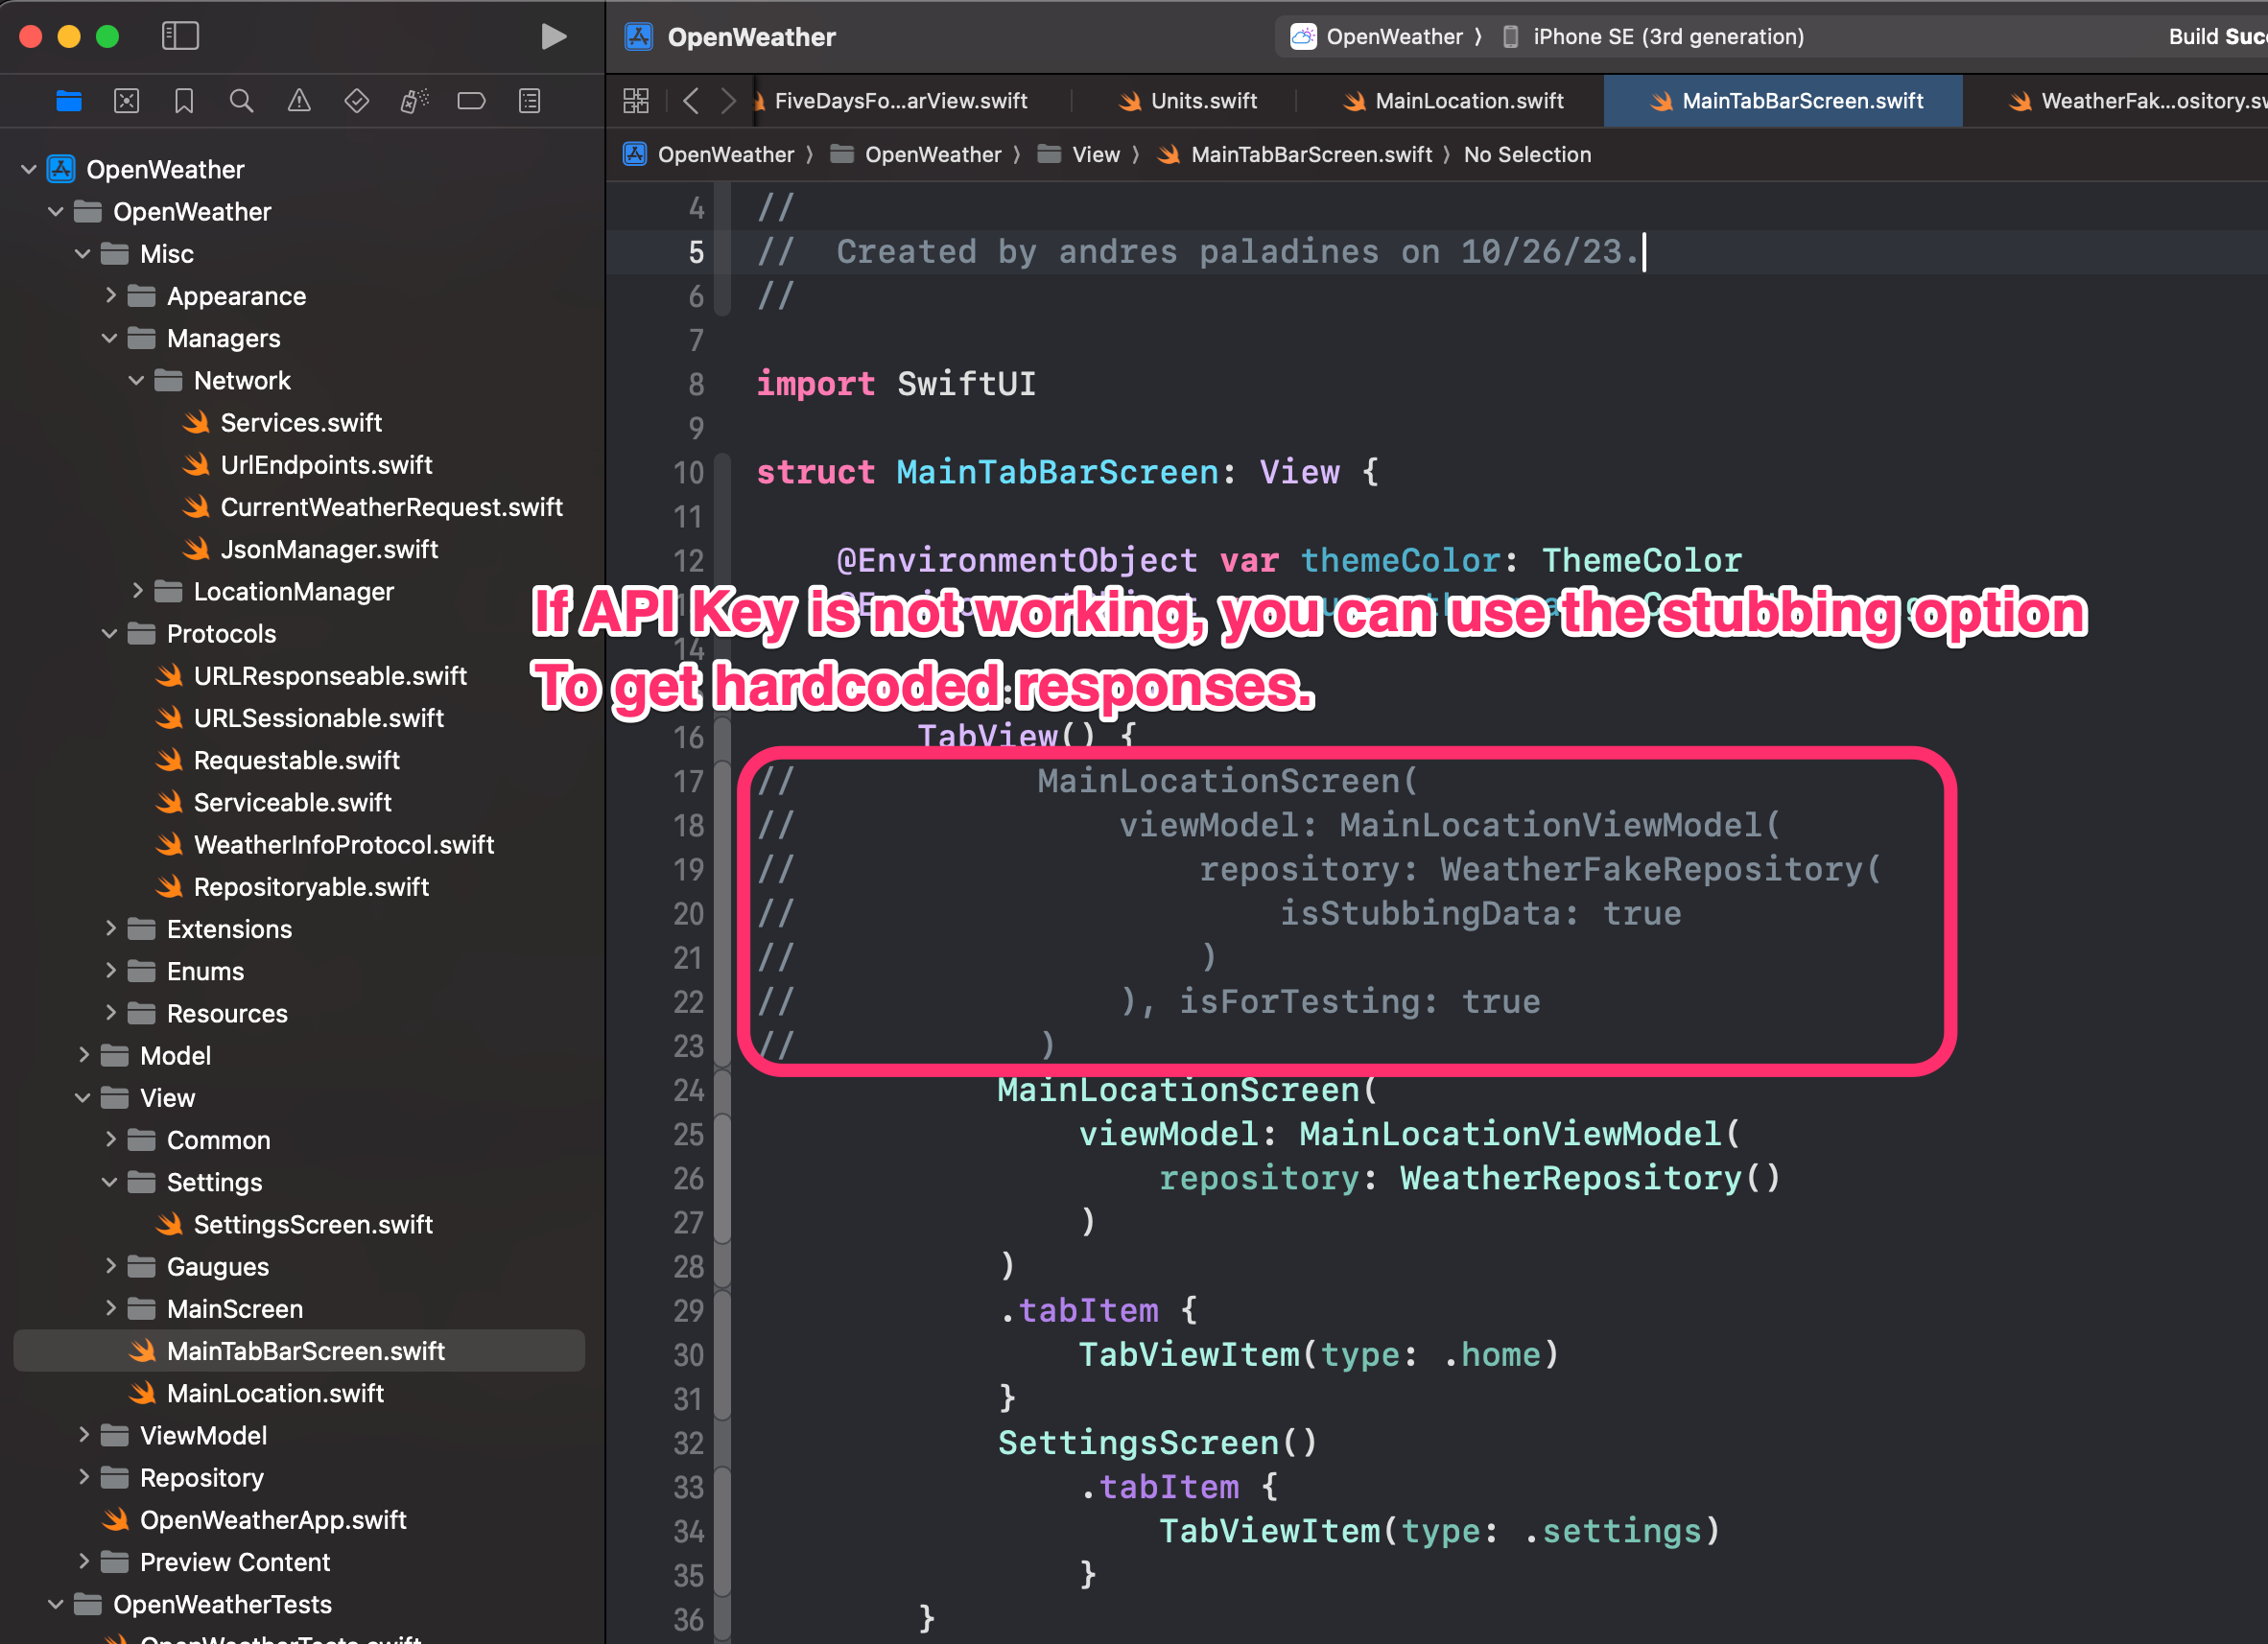 OpenWeather
OpenWeather 〉 iPhone SE (3rd generation)
Build
FiveDaysFo...arView.swift
Units.swift
MainLocation.swift
MainTabBarScreen.swift
WeatherFak...ository.sw
OpenWeather 〉 OpenWeather 〉 View 〉 MainTabBarScreen.swift 〉 No Selection
OpenWeather
OpenWeather
Misc
Appearance
Managers
Network
Services.swift
UrlEndpoints.swift
CurrentWeatherRequest.swift
JsonManager.swift
LocationManager
Protocols
URLResponseable.swift
URLSessionable.swift
Requestable.swift
Serviceable.swift
WeatherInfoProtocol.swift
Repositoryable.swift
Extensions
Enums
Resources
Model
View
Common
Settings
SettingsScreen.swift
Gaugues
MainScreen
MainTabBarScreen.swift
MainLocation.swift
ViewModel
Repository
OpenWeatherApp.swift
Preview Content
OpenWeatherTests
OpenWeatherTests.swift
4 //
5 //  Created by andres paladines on 10/26/23.
6 //
7
8 import SwiftUI
9
10 struct MainTabBarScreen: View {
11
12     @EnvironmentObject var themeColor: ThemeColor
If API Key is not working, you can use the stubbing option
To get hardcoded responses.
14
16         TabView() {
17 //            MainLocationScreen(
18 //                viewModel: MainLocationViewModel(
19 //                    repository: WeatherFakeRepository(
20 //                        isStubbingData: true
21 //                    )
22 //                ), isForTesting: true
23 //            )
24             MainLocationScreen(
25                 viewModel: MainLocationViewModel(
26                     repository: WeatherRepository()
27                 )
28             )
29             .tabItem {
30                 TabViewItem(type: .home)
31             }
32             SettingsScreen()
33                 .tabItem {
34                     TabViewItem(type: .settings)
35                 }
36         }